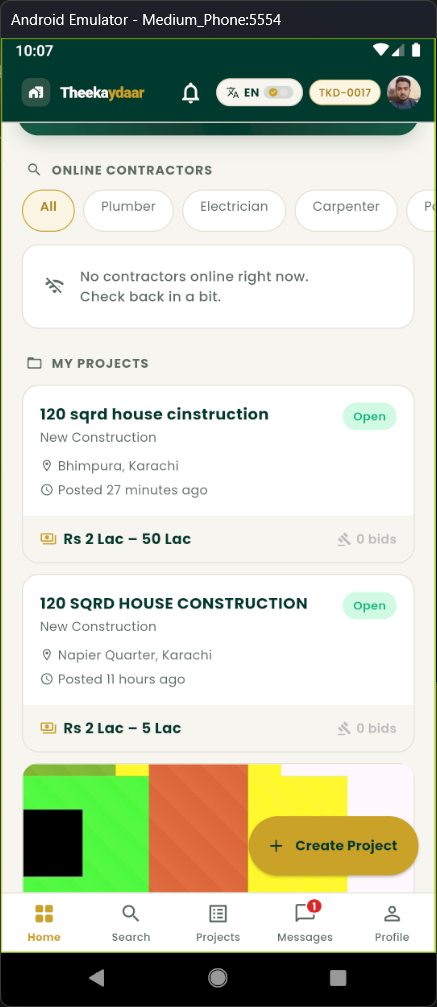 Android Emulator - Medium_Phone:5554
10:07
Theekaydaar
EN
TKD-0017
ONLINE CONTRACTORS
All
Plumber
Electrician
Carpenter
No contractors online right now.
Check back in a bit.
MY PROJECTS
120 sqrd house cinstruction
Open
New Construction
Bhimpura, Karachi
Posted 27 minutes ago
Rs 2 Lac – 50 Lac
0 bids
120 SQRD HOUSE CONSTRUCTION
Open
New Construction
Napier Quarter, Karachi
Posted 11 hours ago
Rs 2 Lac – 5 Lac
0 bids
+ Create Project
1
Home
Search
Projects
Messages
Profile